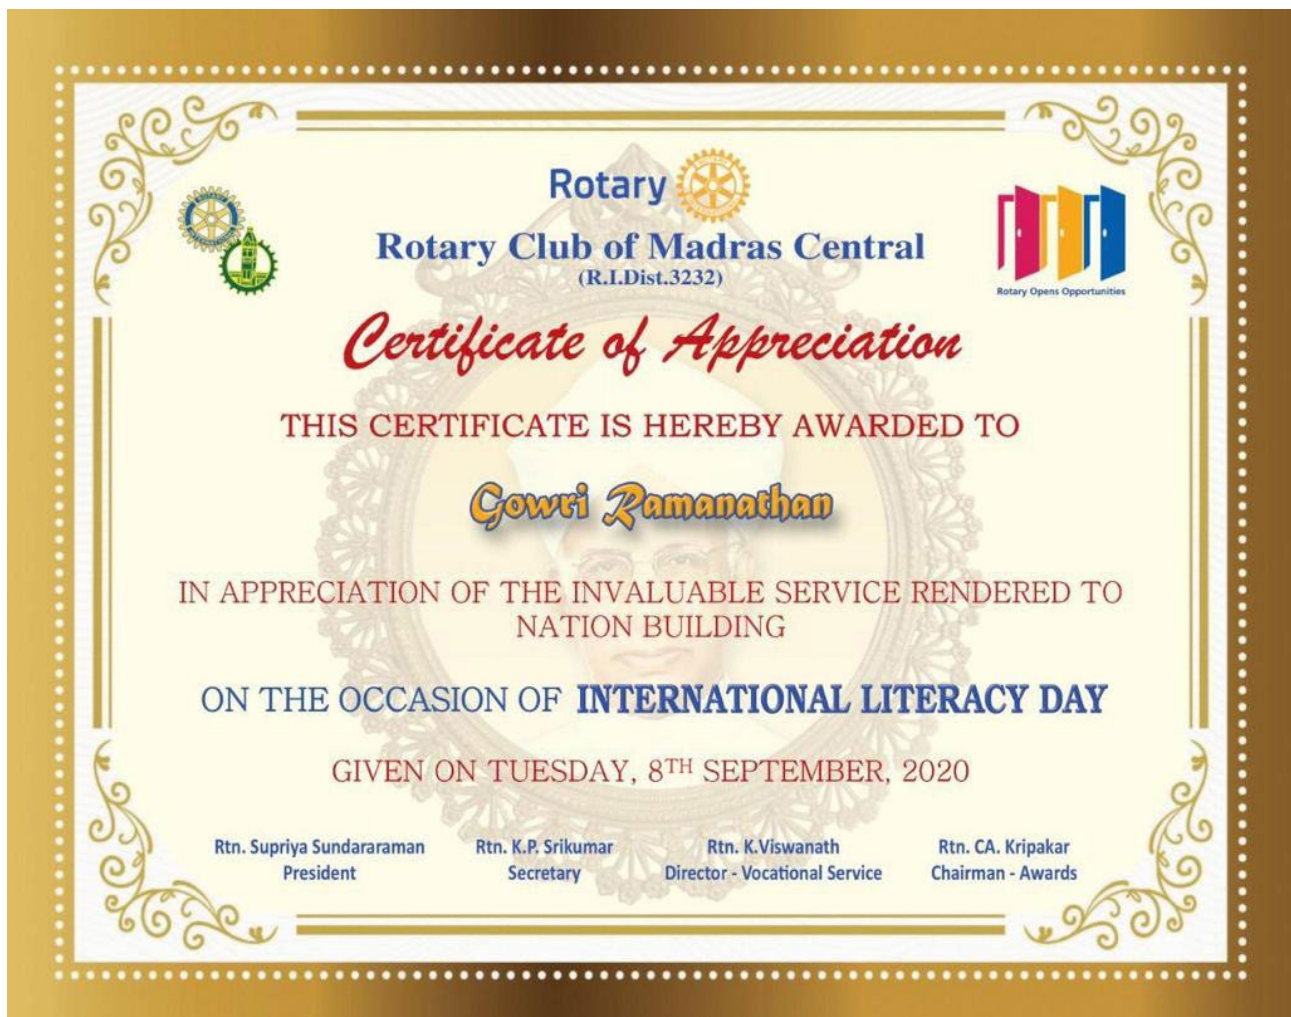 Rotary
Rotary Club of Madras Central
(R.I.Dist.3232)
Rotary Opens Opportunities
Certificate of Appreciation
THIS CERTIFICATE IS HEREBY AWARDED TO
Gowri Ramanathan
IN APPRECIATION OF THE INVALUABLE SERVICE RENDERED TO
NATION BUILDING
ON THE OCCASION OF INTERNATIONAL LITERACY DAY
GIVEN ON TUESDAY, 8TH SEPTEMBER, 2020
Rtn. Supriya Sundararaman
President
Rtn. K.P. Srikumar
Secretary
Rtn. K.Viswanath
Director - Vocational Service
Rtn. CA. Kripakar
Chairman - Awards